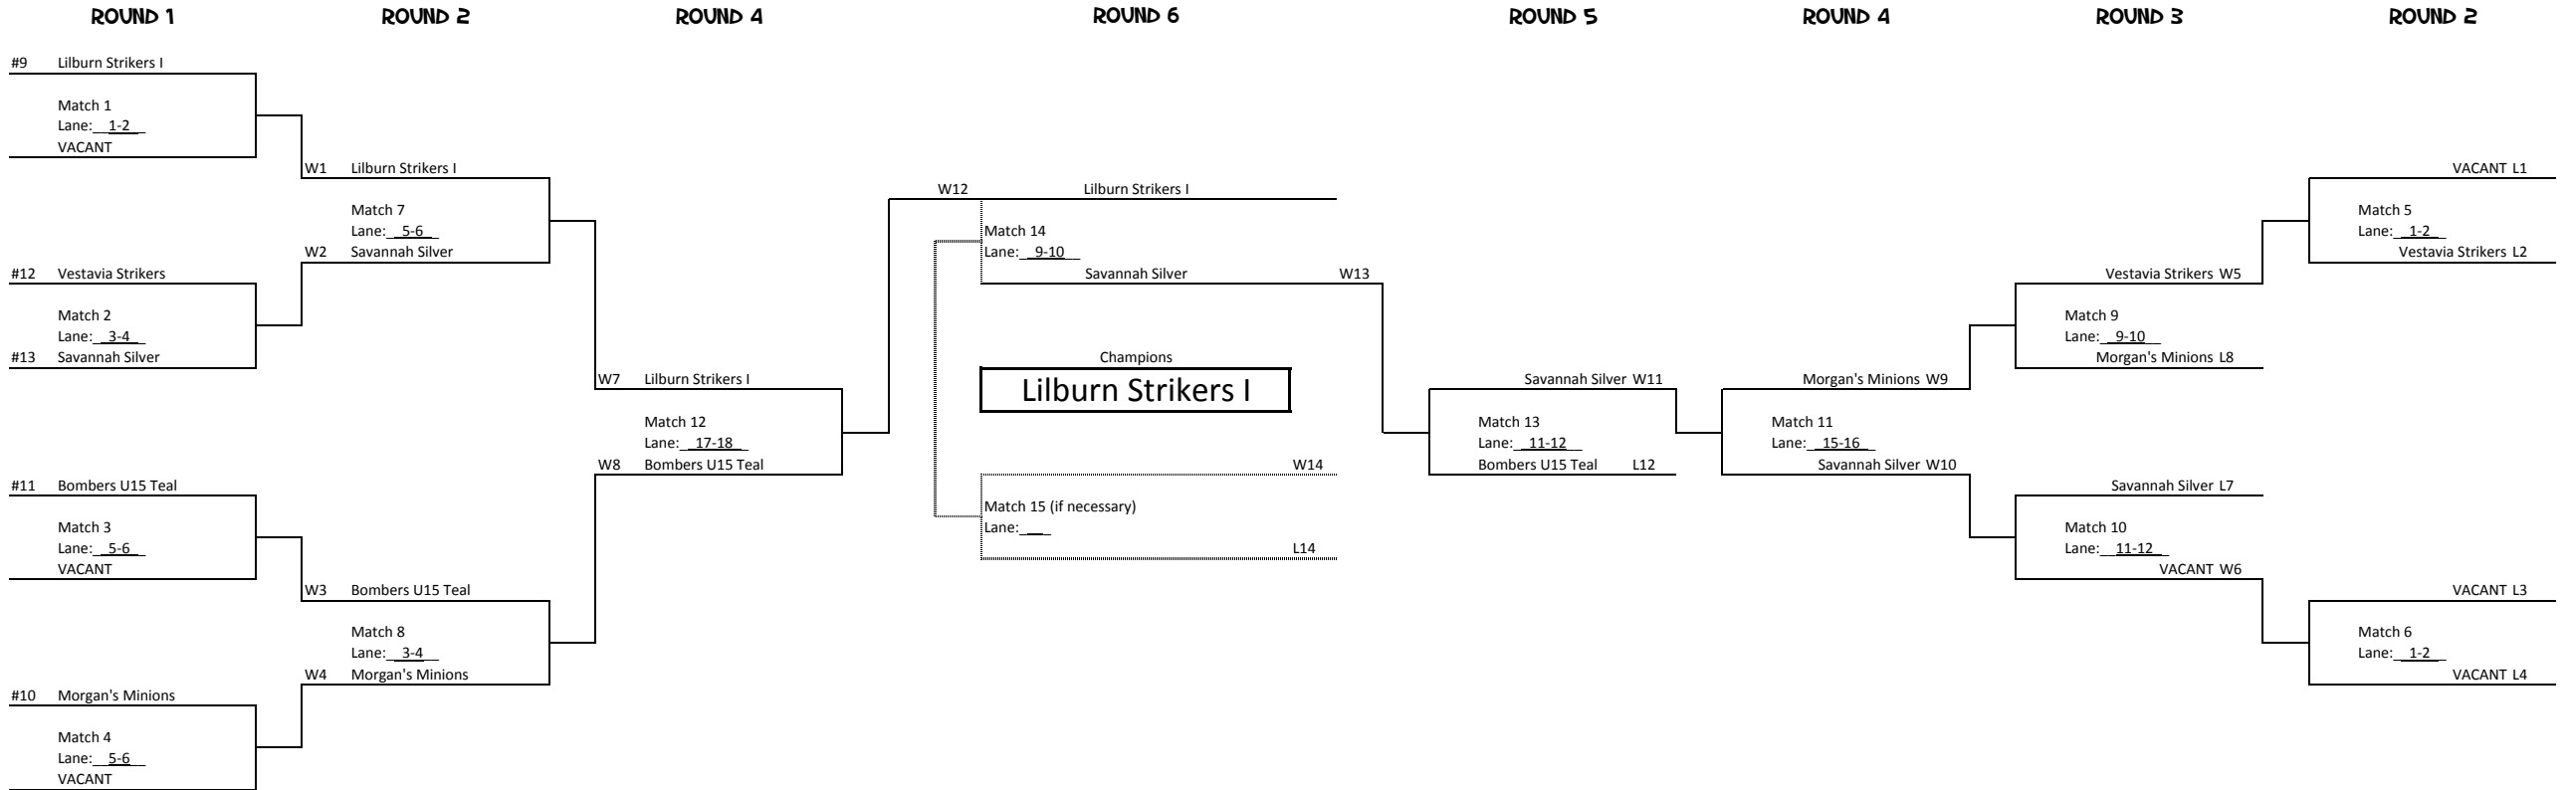 ROUND 1 ROUND 2 ROUND 4 ROUND 6 ROUND 5 ROUND 4 ROUND 3 ROUND 2
#9 Lilburn Strikers I
Match 1
Lane: 1-2
VACANT
#12 Vestavia Strikers
Match 2
Lane: 3-4
#13 Savannah Silver
#11 Bombers U15 Teal
Match 3
Lane: 5-6
VACANT
#10 Morgan's Minions
Match 4
Lane: 5-6
VACANT
W1 Lilburn Strikers I
Match 7
Lane: 5-6
W2 Savannah Silver
W3 Bombers U15 Teal
Match 8
Lane: 3-4
W4 Morgan's Minions
W7 Lilburn Strikers I
Match 12
Lane: 17-18
W8 Bombers U15 Teal
W12 Lilburn Strikers I
Match 14
Lane: 9-10
Savannah Silver W13
Champions
Lilburn Strikers I
W14
Match 15 (if necessary)
Lane:
L14
Savannah Silver W11
Match 13
Lane: 11-12
Bombers U15 Teal L12
Morgan's Minions W9
Match 11
Lane: 15-16
Savannah Silver W10
Vestavia Strikers W5
Match 9
Lane: 9-10
Morgan's Minions L8
Savannah Silver L7
Match 10
Lane: 11-12
VACANT W6
VACANT L1
Match 5
Lane: 1-2
Vestavia Strikers L2
VACANT L3
Match 6
Lane: 1-2
VACANT L4